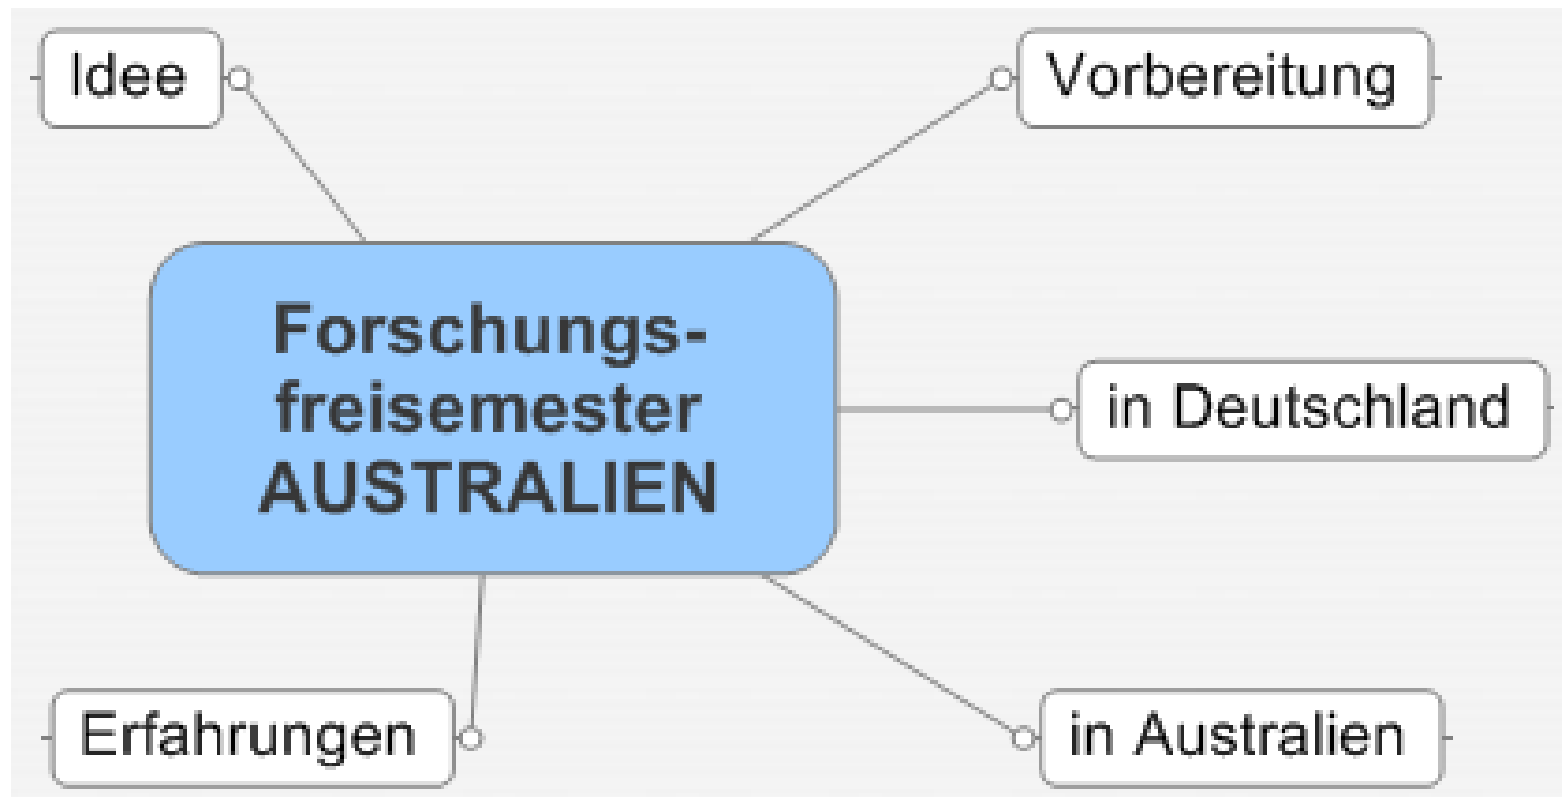 Idee
Vorbereitung
Forschungs-
freisemester
AUSTRALIEN
in Deutschland
Erfahrungen
in Australien